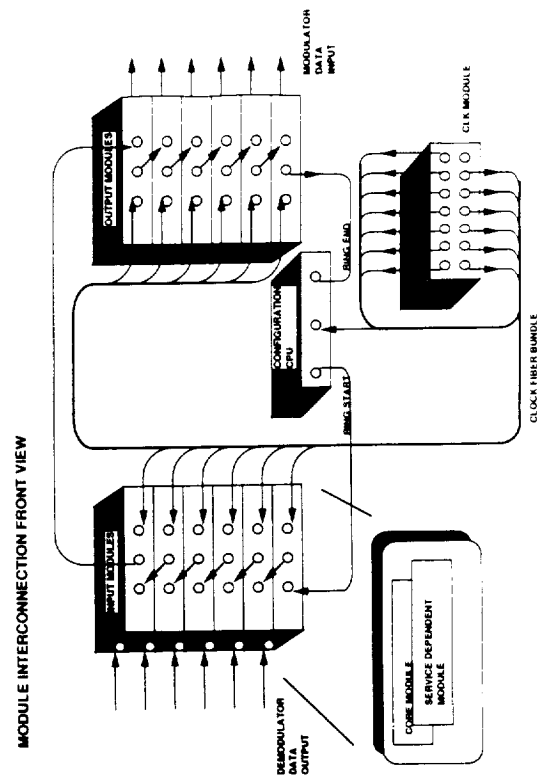 MODULE INTERCONNECTION FRONT VIEW
INPUT MODULES
OUTPUT MODULES
CONFIGURATION
CPU
RING START
RING END
MODULATOR
DATA
INPUT
DEMODULATOR
DATA
OUTPUT
CORE MODULE
SERVICE DEPENDENT
MODULE
CLK MODULE
CLOCK FIBER BUNDLE